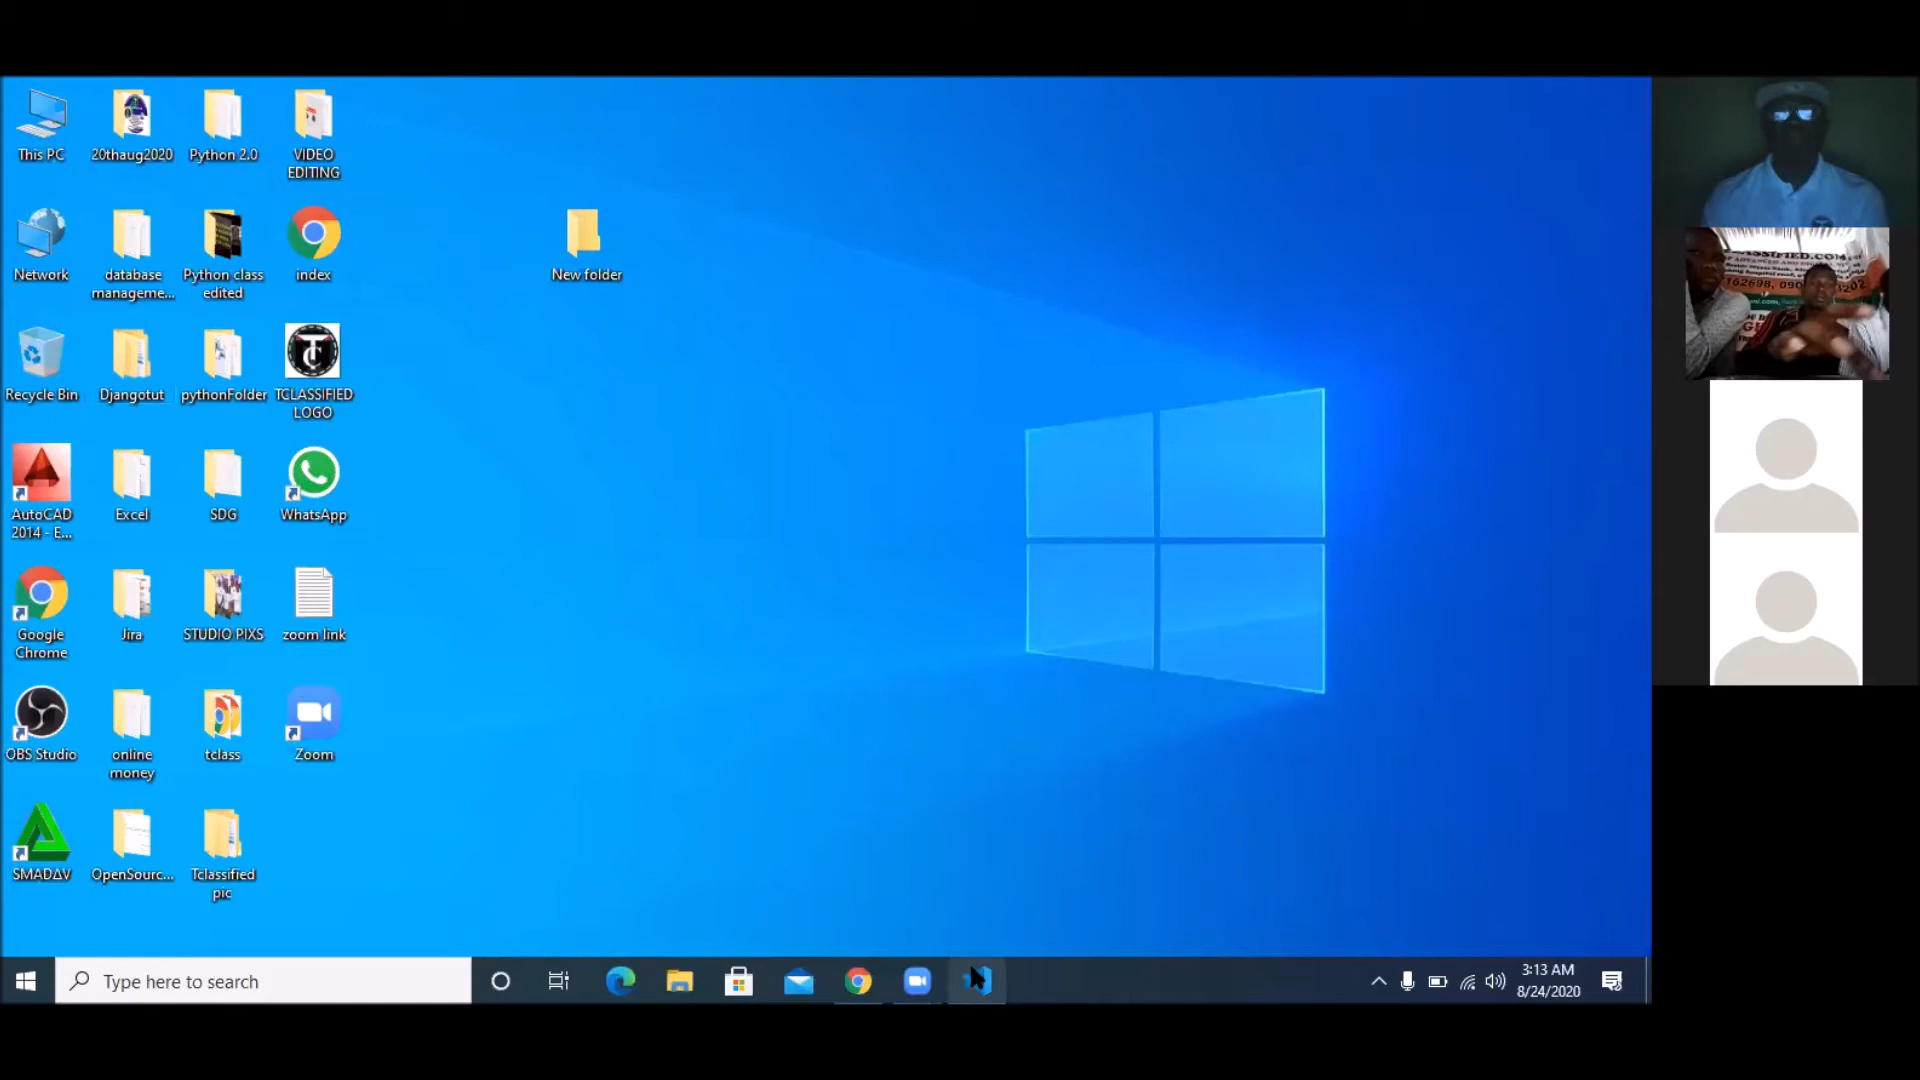 This PC
20thaug2020
Python 2.0
VIDEO
EDITING
Network
database
manageme...
Python class
edited
index
New folder
Recycle Bin
Djangotut
pythonFolder
TCLASSIFIED
LOGO
AutoCAD
2014 - E...
Excel
SDG
WhatsApp
Google
Chrome
Jira
STUDIO PIXS
zoom link
OBS Studio
online
money
tclass
Zoom
SMADΔV
OpenSourc...
Tclassified
pic
Type here to search
3:13 AM
8/24/2020